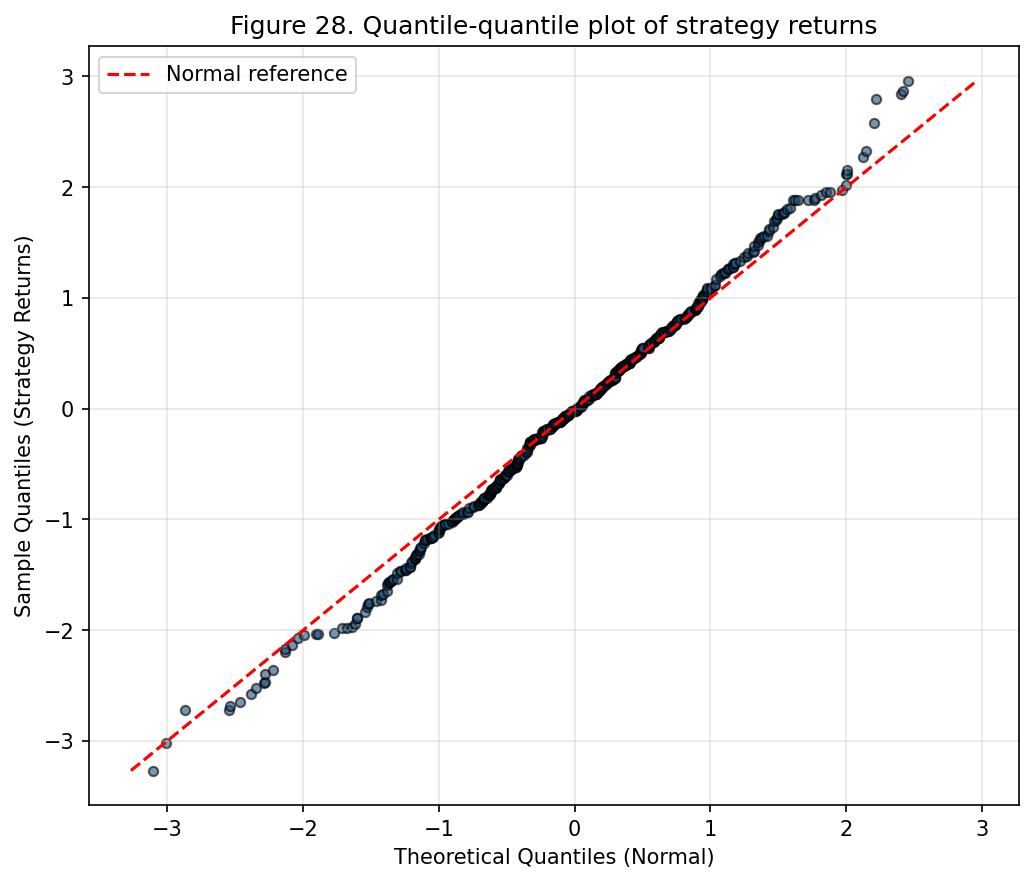 Figure 28. Quantile-quantile plot of strategy returns
Normal reference
3
2
1
0
−1
−2
−3
Sample Quantiles (Strategy Returns)
−3 −2 −1 0 1 2 3
Theoretical Quantiles (Normal)